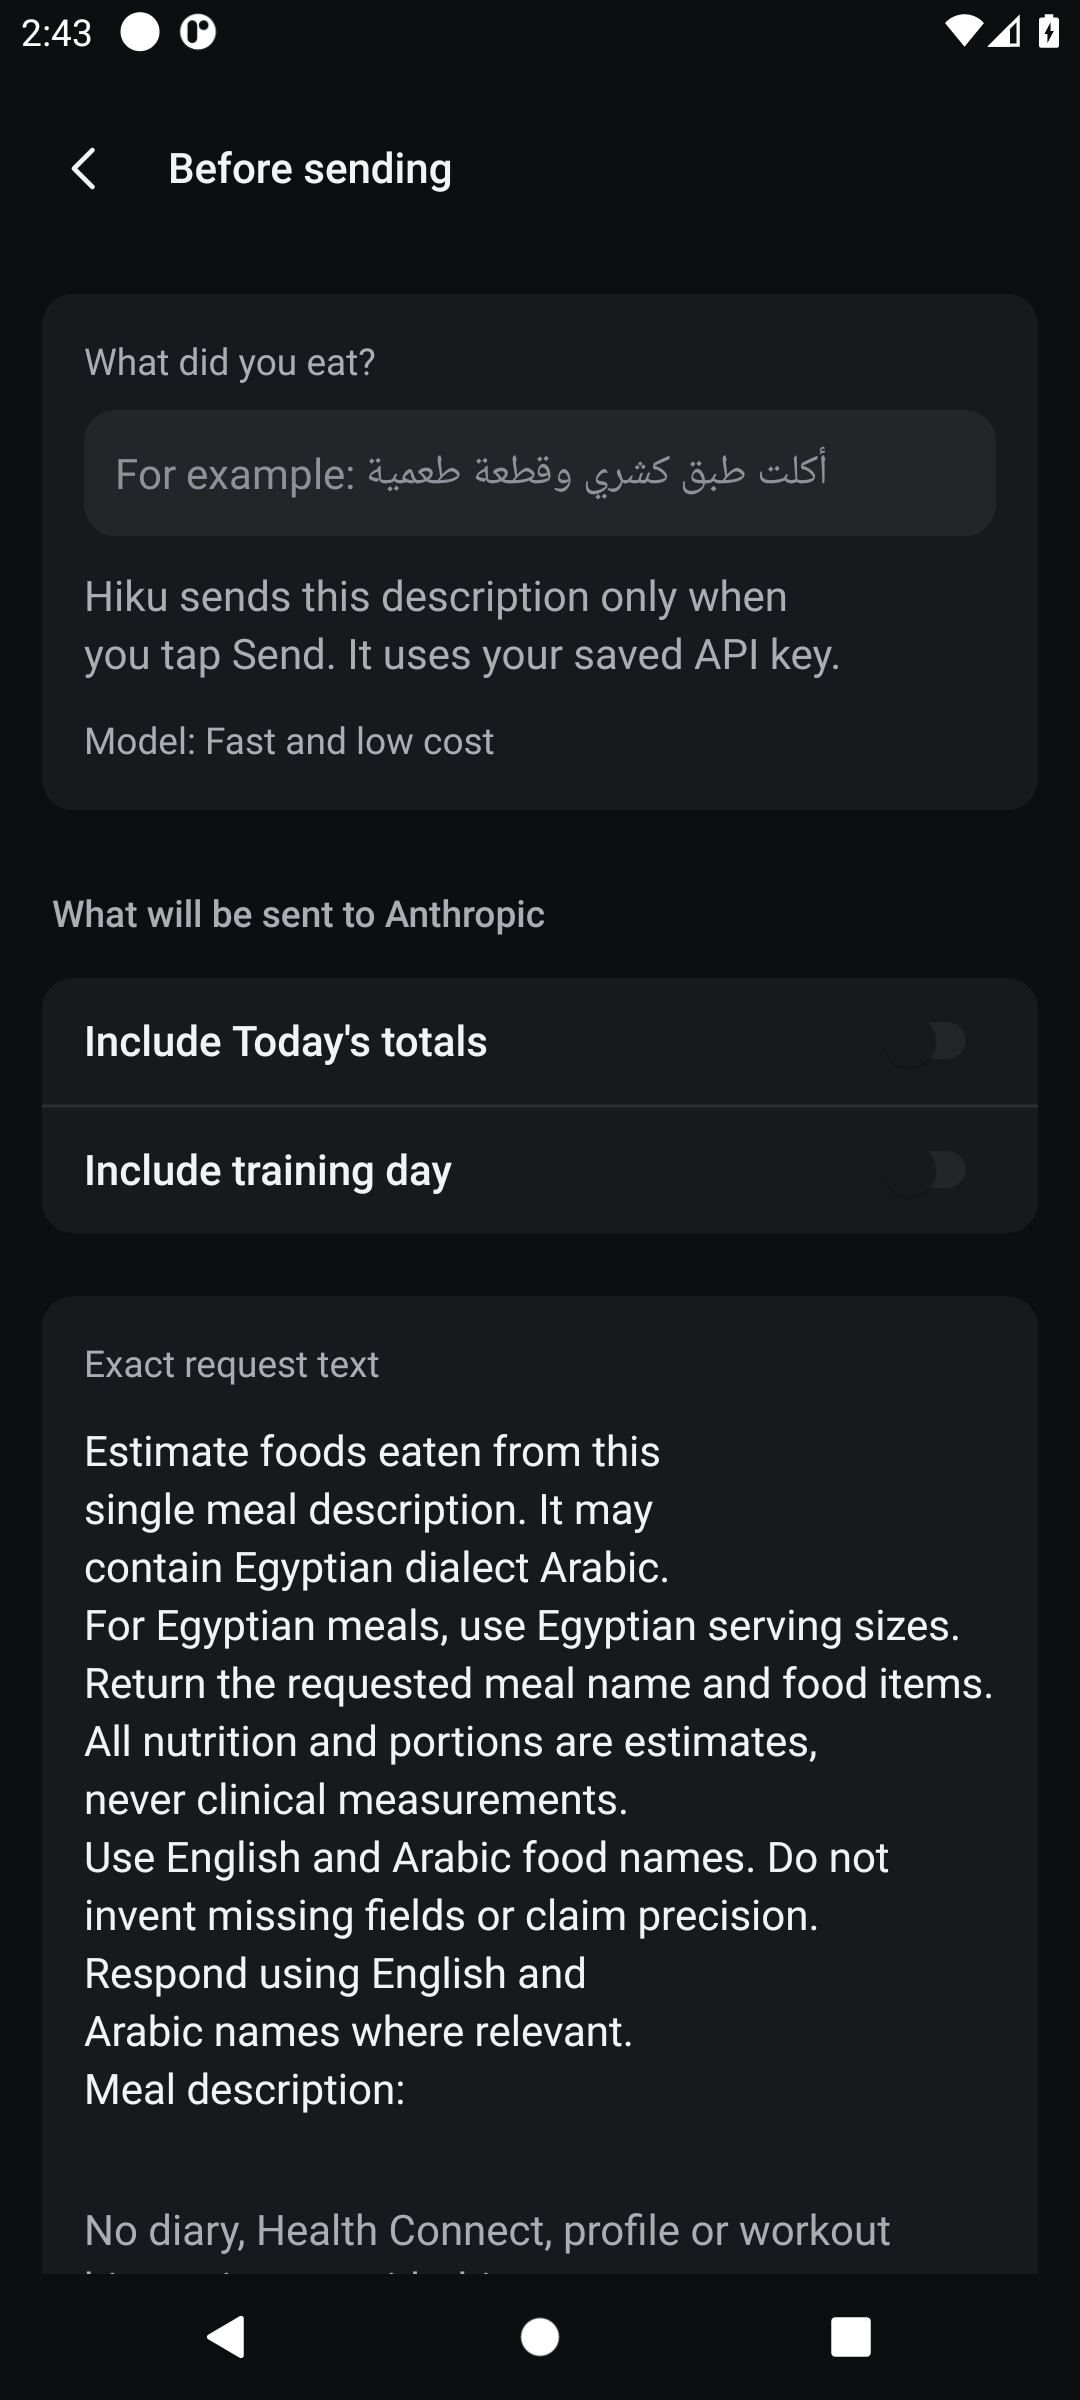 2:43
Before sending
What did you eat?
For example: أكلت طبق كشري وقطعة طعمية
Hiku sends this description only when
you tap Send. It uses your saved API key.
Model: Fast and low cost
What will be sent to Anthropic
Include Today's totals
Include training day
Exact request text
Estimate foods eaten from this
single meal description. It may
contain Egyptian dialect Arabic.
For Egyptian meals, use Egyptian serving sizes.
Return the requested meal name and food items.
All nutrition and portions are estimates,
never clinical measurements.
Use English and Arabic food names. Do not
invent missing fields or claim precision.
Respond using English and
Arabic names where relevant.
Meal description:
No diary, Health Connect, profile or workout